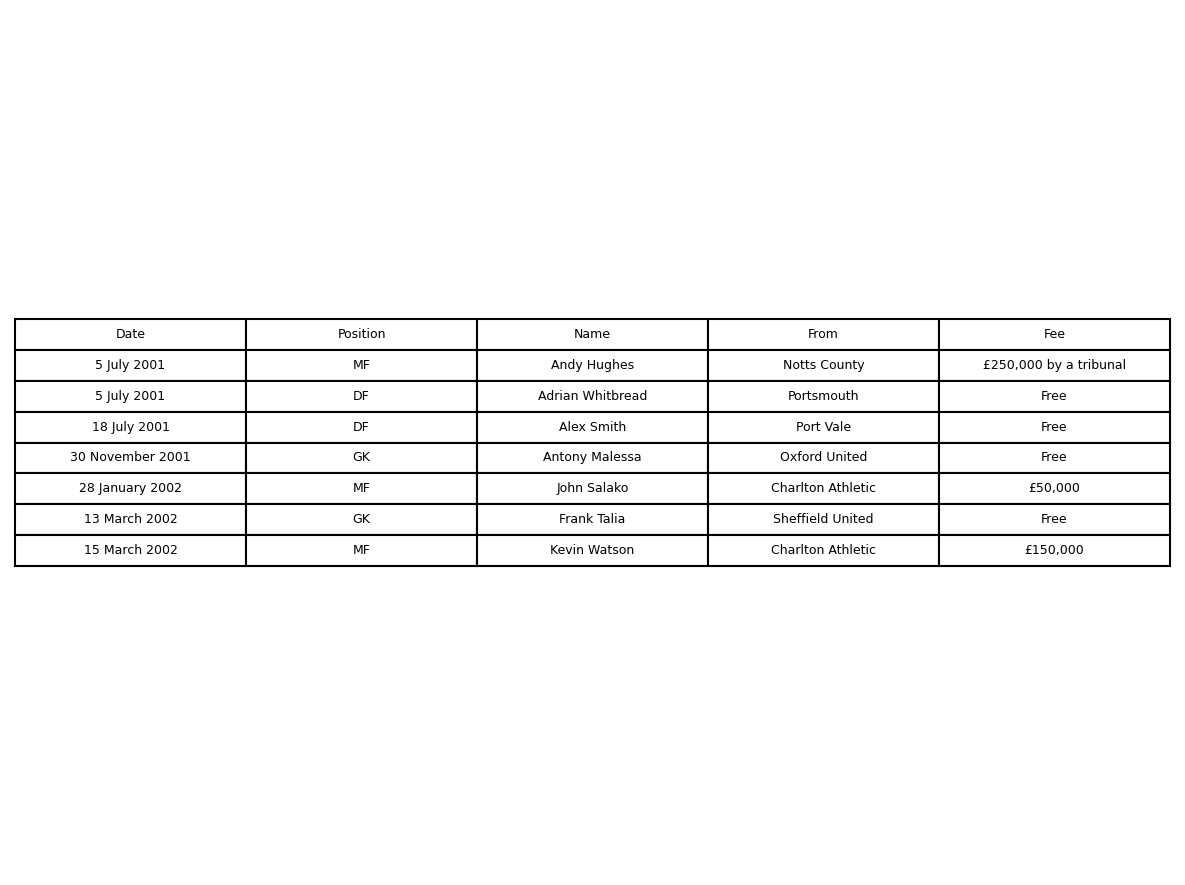 Date Position Name From Fee
5 July 2001 MF Andy Hughes Notts County £250,000 by a tribunal
5 July 2001 DF Adrian Whitbread Portsmouth Free
18 July 2001 DF Alex Smith Port Vale Free
30 November 2001 GK Antony Malessa Oxford United Free
28 January 2002 MF John Salako Charlton Athletic £50,000
13 March 2002 GK Frank Talia Sheffield United Free
15 March 2002 MF Kevin Watson Charlton Athletic £150,000